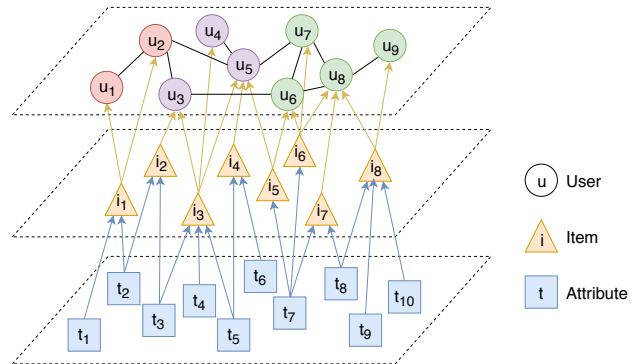 u₁
u₂
u₃
u₄
u₅
u₆
u₇
u₈
u₉
i₁
i₂
i₃
i₄
i₅
i₆
i₇
i₈
t₁
t₂
t₃
t₄
t₅
t₆
t₇
t₈
t₉
t₁₀
u User
i Item
t Attribute